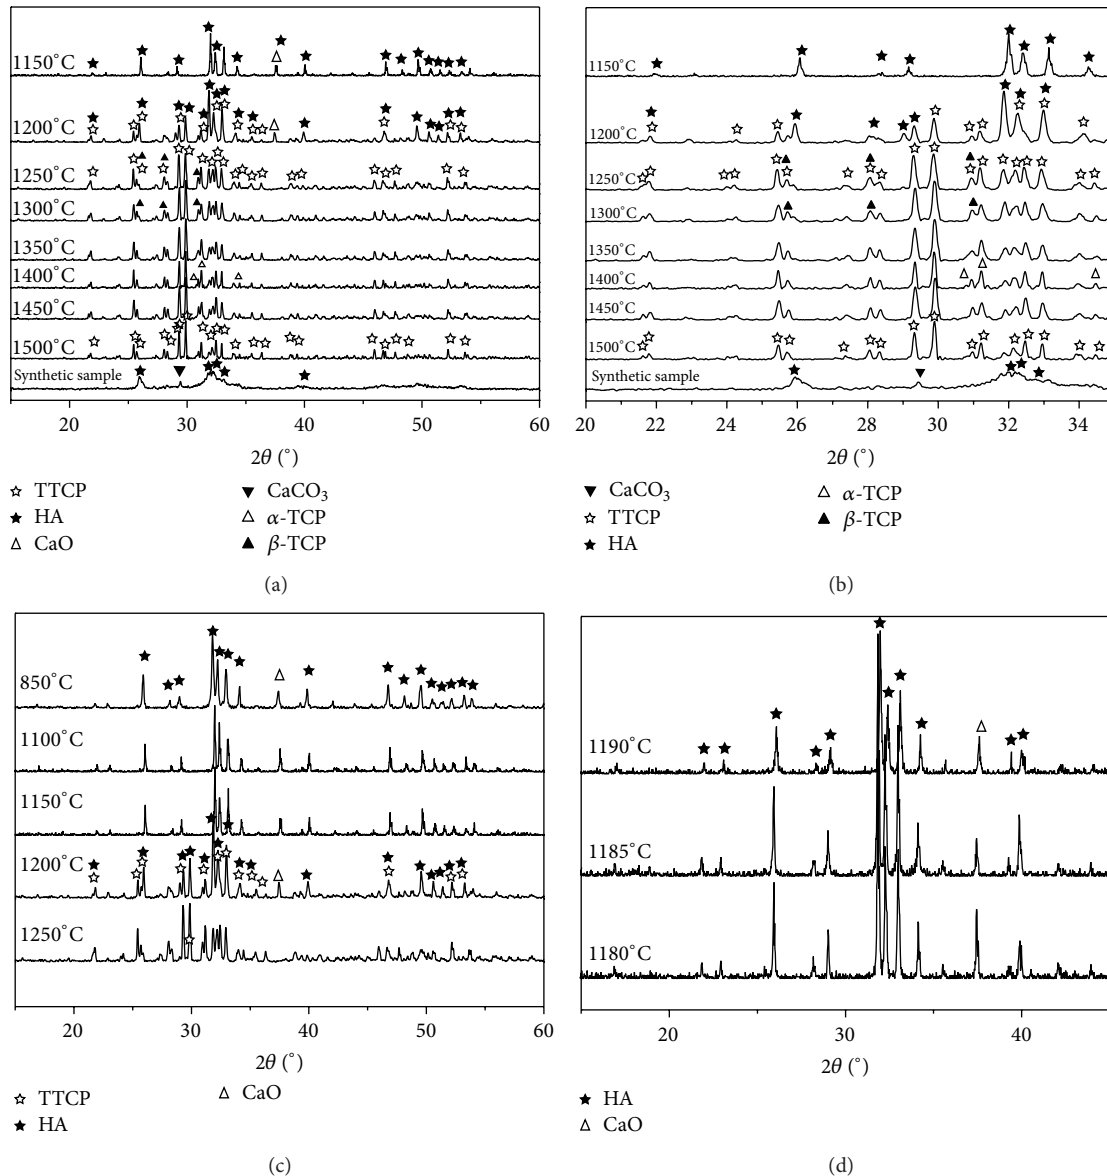 1150°C
1200°C
1250°C
1300°C
1350°C
1400°C
1450°C
1500°C
Synthetic sample
20 30 40 50 60
2θ (°)
TTCP
HA
CaO
CaCO₃
α-TCP
β-TCP
(a)
1150°C
1200°C
1250°C
1300°C
1350°C
1400°C
1450°C
1500°C
Synthetic sample
20 22 24 26 28 30 32 34
2θ (°)
CaCO₃
TTCP
HA
α-TCP
β-TCP
(b)
850°C
1100°C
1150°C
1200°C
1250°C
20 30 40 50 60
2θ (°)
TTCP
HA
CaO
(c)
1190°C
1185°C
1180°C
20 30 40
2θ (°)
HA
CaO
(d)